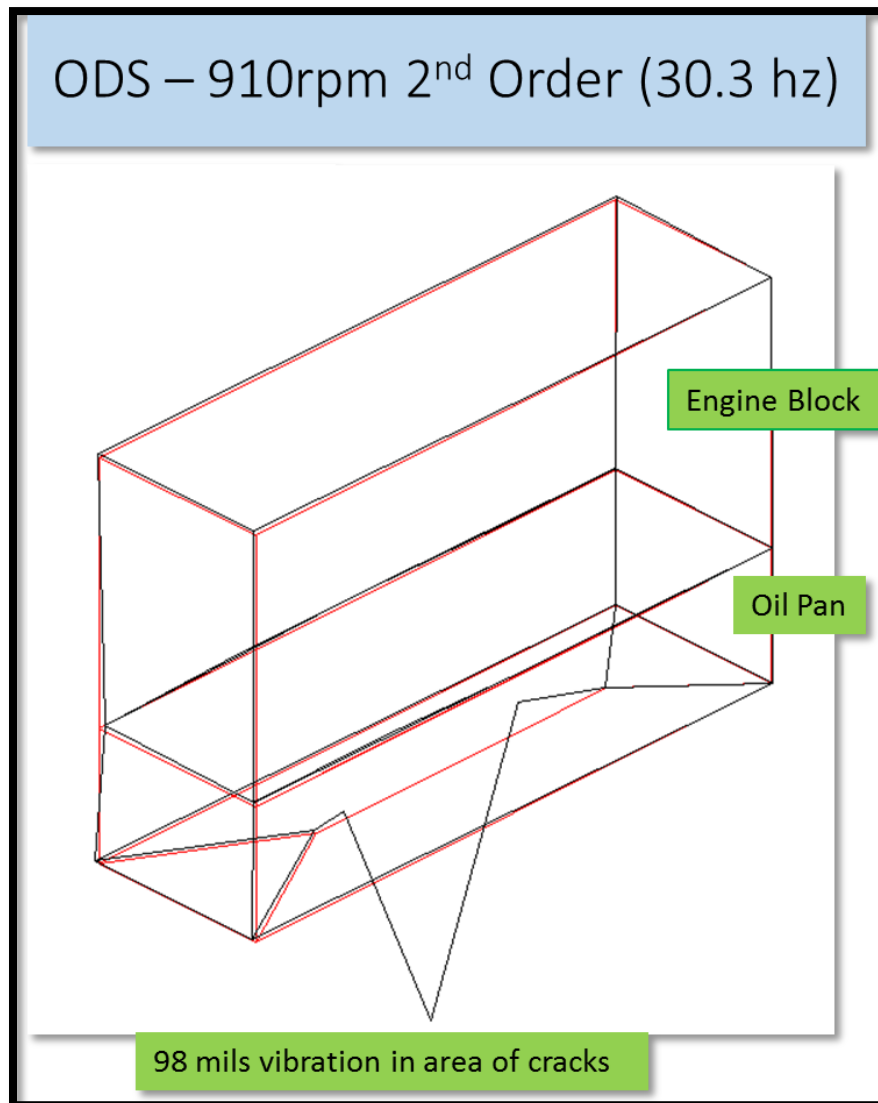 ODS – 910rpm 2nd Order (30.3 hz)
Engine Block
Oil Pan
98 mils vibration in area of cracks